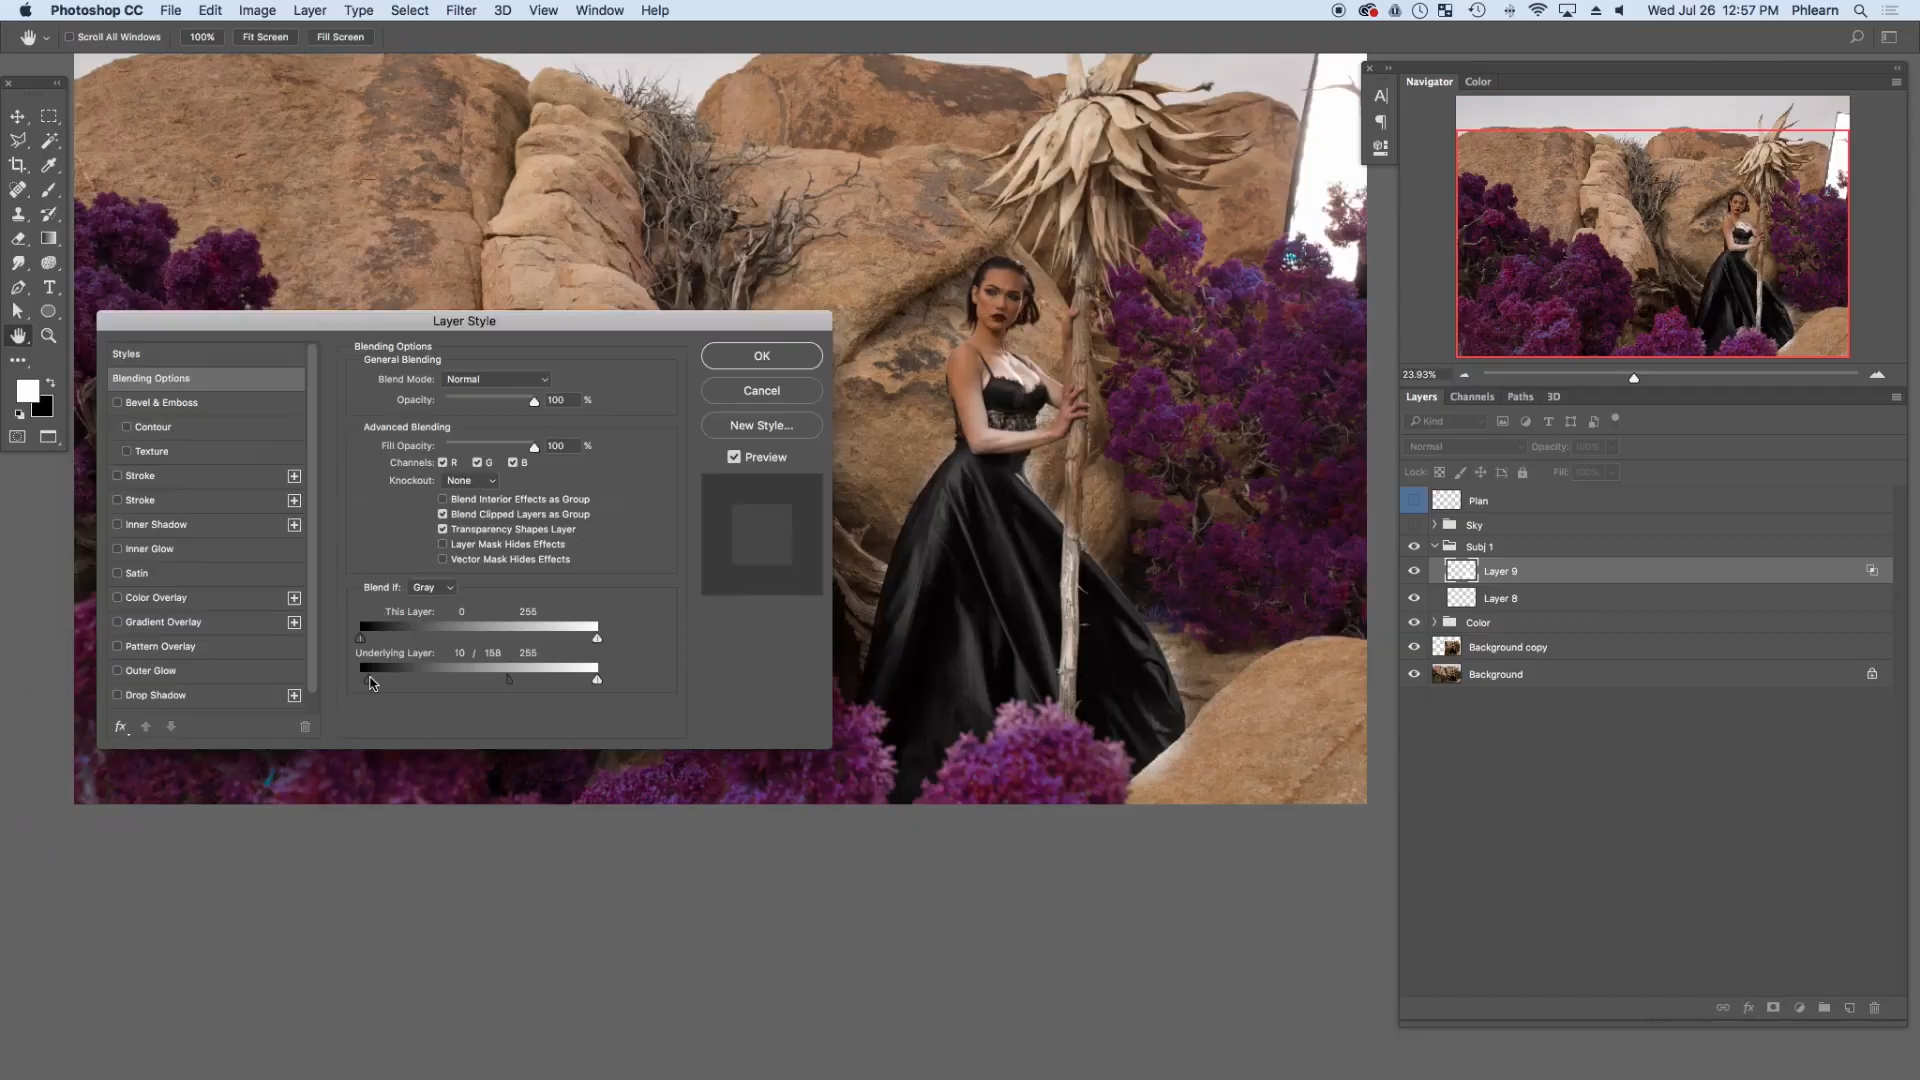 Photoshop CC File Edit Image Layer Type Select Filter 3D View Window Help Wed Jul 26 12:57 PM Phlearn
Scroll All Windows 100% Fit Screen Fill Screen
Navigator Color
23.93%
Layers Channels Paths 3D
Kind
Normal Opacity: 100%
Lock: Fill: 100%
Plan
Sky
Subj 1
Layer 9
Layer 8
Color
Background copy
Background
Layer Style
Styles
Blending Options
Bevel & Emboss
Contour
Texture
Stroke
Stroke
Inner Shadow
Inner Glow
Satin
Color Overlay
Gradient Overlay
Pattern Overlay
Outer Glow
Drop Shadow
fx
Blending Options
General Blending
Blend Mode: Normal
Opacity: 100 %
Advanced Blending
Fill Opacity: 100 %
Channels: R G B
Knockout: None
Blend Interior Effects as Group
Blend Clipped Layers as Group
Transparency Shapes Layer
Layer Mask Hides Effects
Vector Mask Hides Effects
Blend If: Gray
This Layer: 0 255
Underlying Layer: 10 / 158 255
OK
Cancel
New Style...
Preview
fx